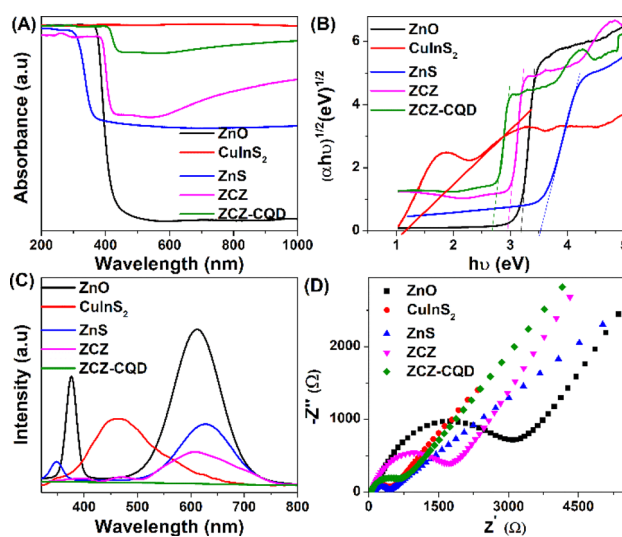 (A)
Absorbance (a.u)
ZnO
CuInS₂
ZnS
ZCZ
ZCZ-CQD
200 400 600 800 1000
Wavelength (nm)
(B)
(αhυ)^1/2(eV)^1/2
6
4
2
0
ZnO
CuInS₂
ZnS
ZCZ
ZCZ-CQD
0 1 2 3 4 5
hυ (eV)
(C)
Intensity (a.u)
ZnO
CuInS₂
ZnS
ZCZ
ZCZ-CQD
400 500 600 700 800
Wavelength (nm)
(D)
-Z'' (Ω)
3000
2000
1000
0
ZnO
CuInS₂
ZnS
ZCZ
ZCZ-CQD
0 1500 3000 4500
Z' (Ω)